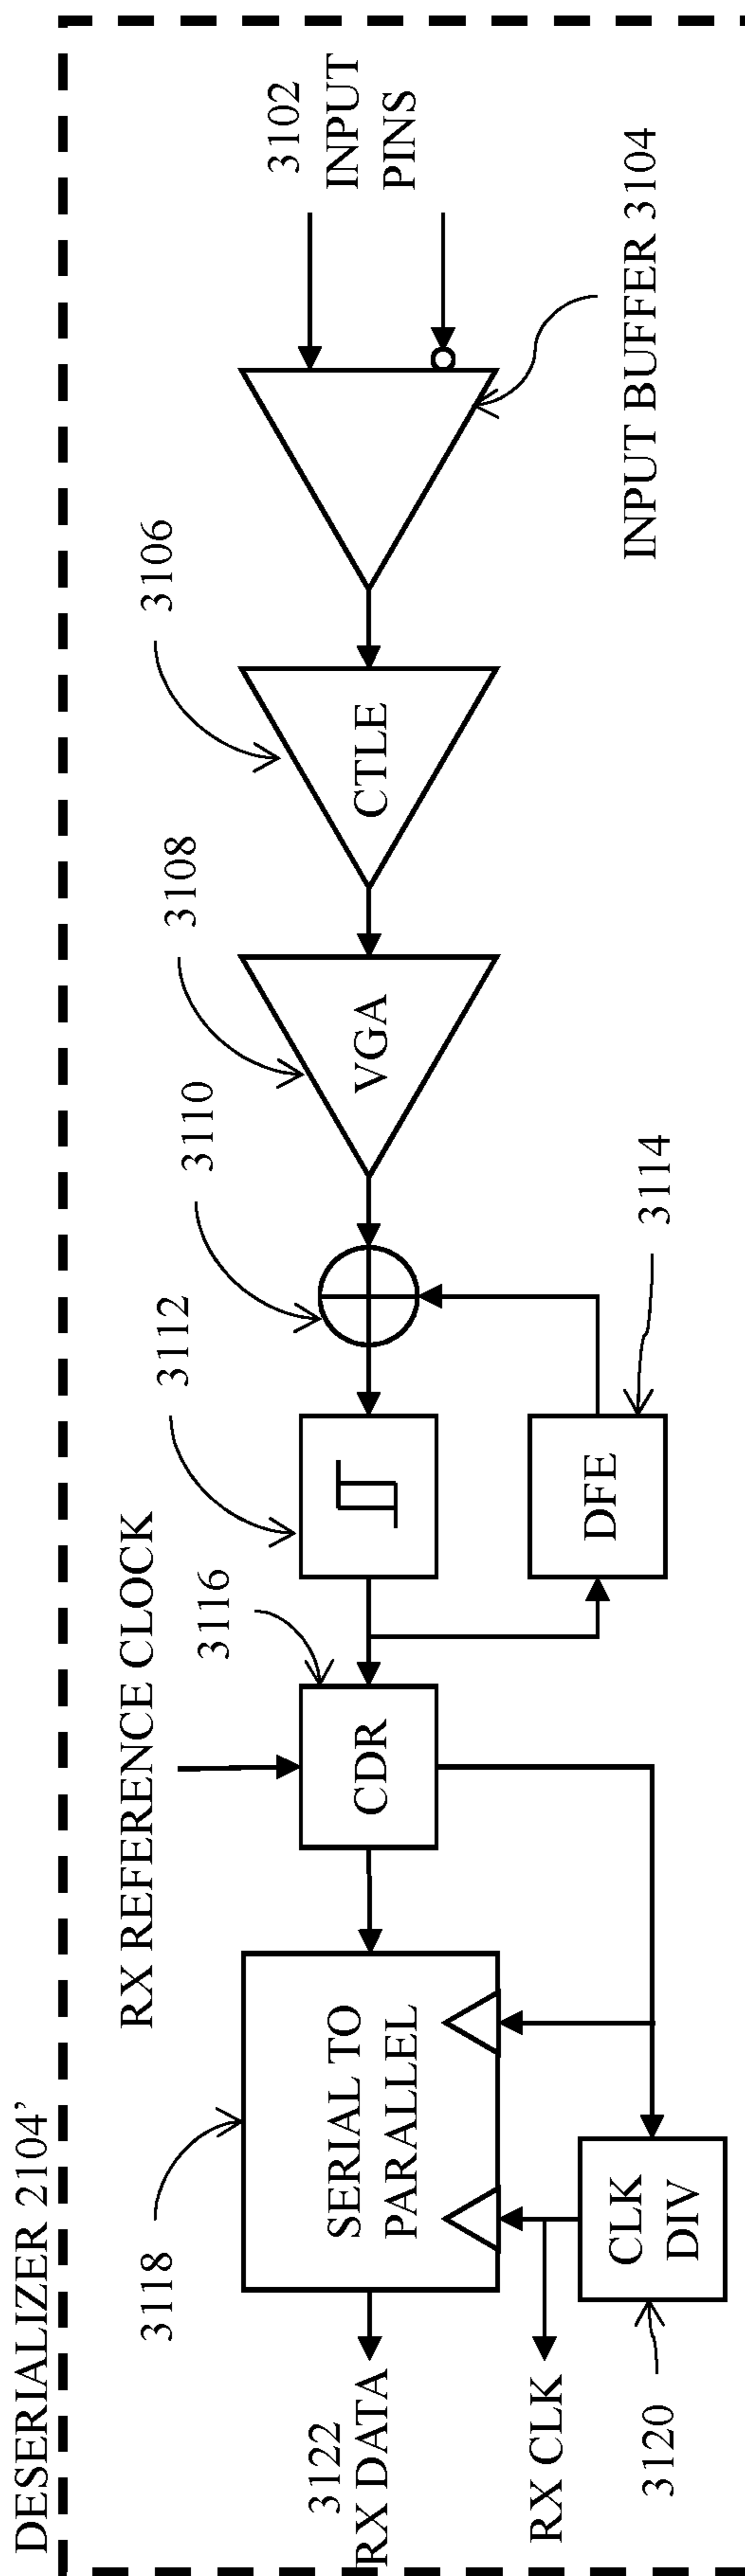 DESERIALIZER 2104’
3122
RX DATA
RX CLK
3118
SERIAL TO
PARALLEL
CLK
DIV
3120
RX REFERENCE CLOCK
3116
CDR
3112
DFE
3114
3110
3108
VGA
3106
CTLE
INPUT BUFFER 3104
3102
INPUT
PINS